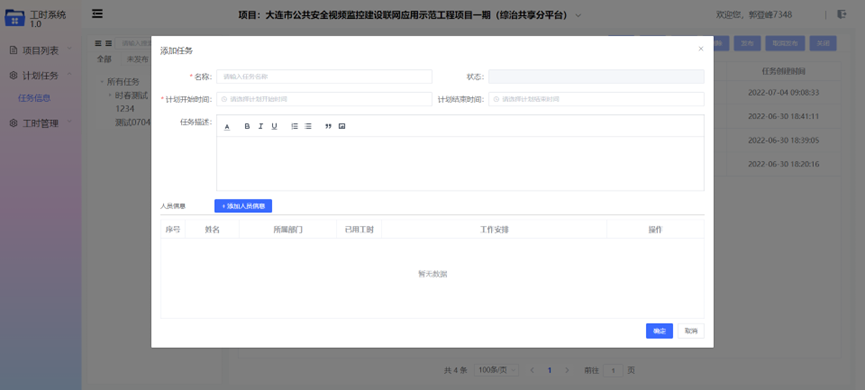 工时系统
1.0
项目：大连市公共安全视频监控建设联网应用示范工程项目一期（综治共享分平台）
欢迎您，郭登峰7348
项目列表
计划任务
任务信息
工时管理
全部 未发布
所有任务
时春测试
1234
测试0704
发布 取消发布 关闭
任务创建时间
2022-07-04 09:08:33
2022-06-30 18:41:11
2022-06-30 18:39:05
2022-06-30 18:20:16
添加任务 ×
* 名称： 请输入任务名称 状态：
* 计划开始时间： 请选择计划开始时间 计划结束时间： 请选择计划结束时间
任务描述： A B I U
人员信息 + 添加人员信息
序号 姓名 所属部门 已用工时 工作安排 操作
暂无数据
确定 取消
共 4 条 100条/页 1 前往 1 页